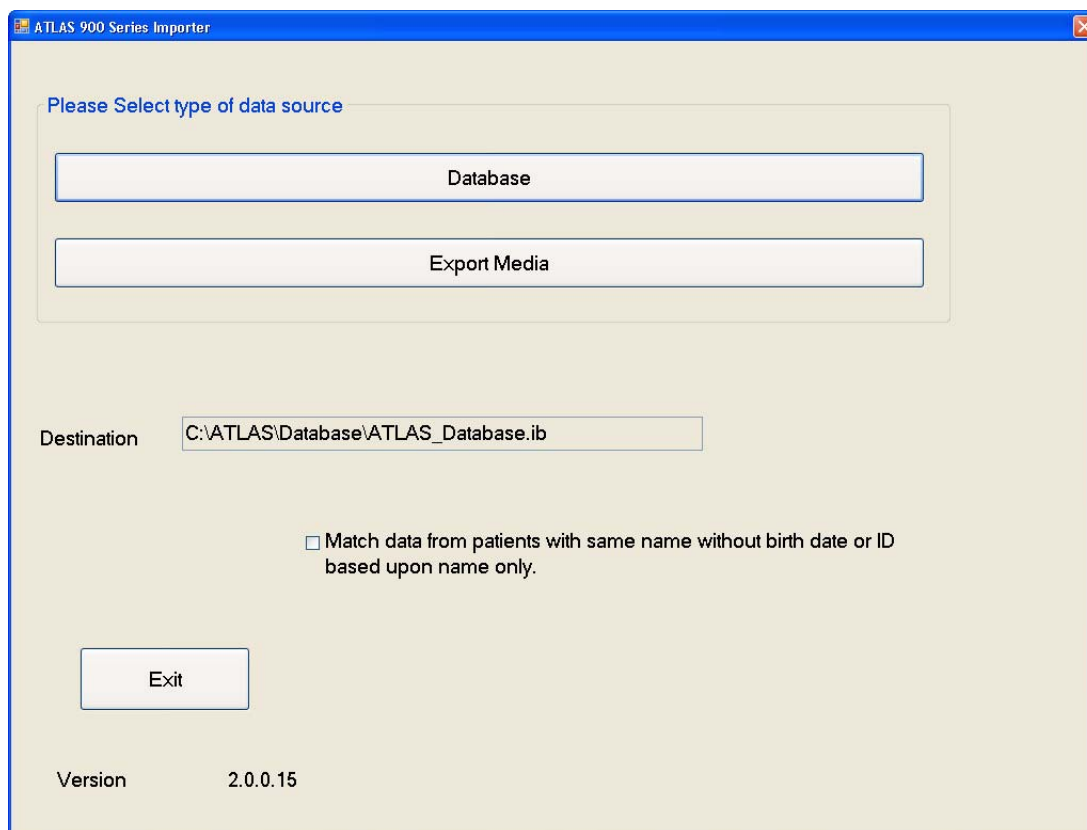 ATLAS 900 Series Importer
Please Select type of data source
Database
Export Media
Destination
C:\ATLAS\Database\ATLAS_Database.ib
Match data from patients with same name without birth date or ID
based upon name only.
Exit
Version
2.0.0.15